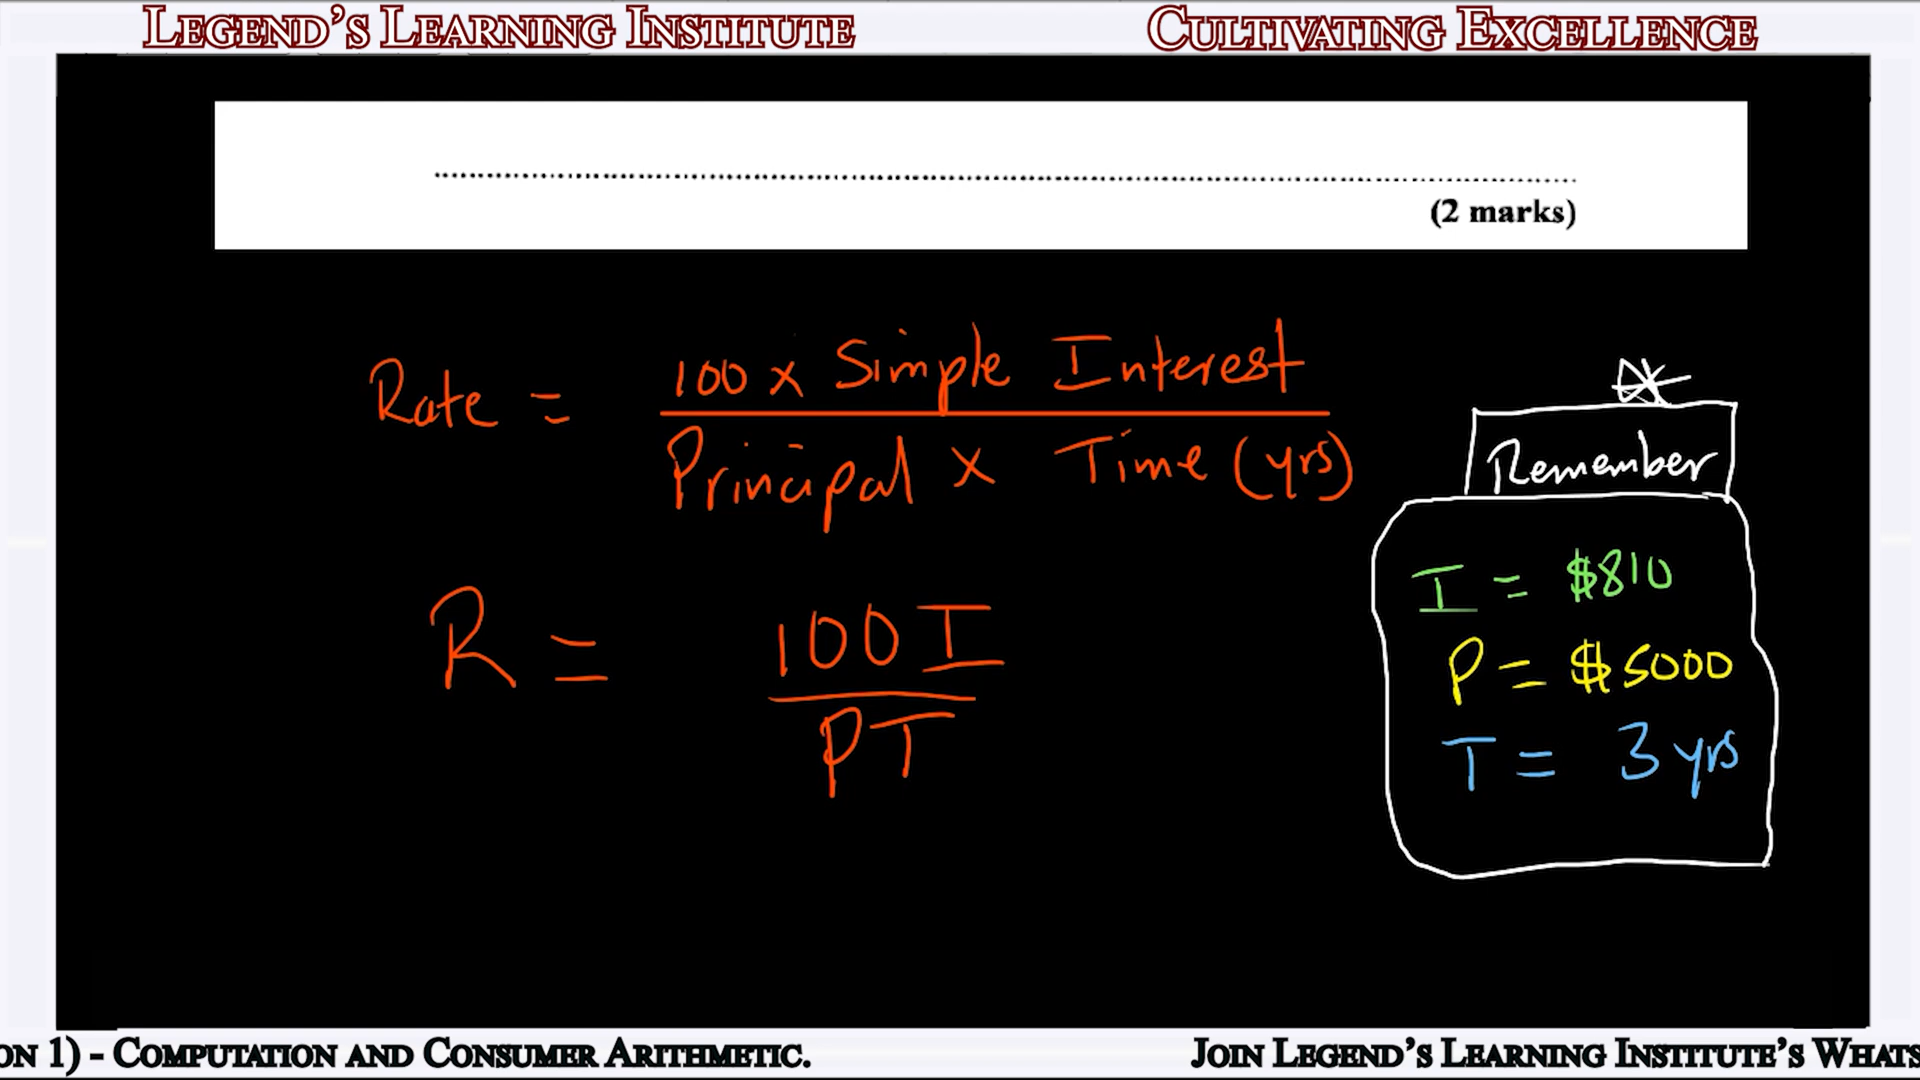 LEGEND'S LEARNING INSTITUTE CULTIVATING EXCELLENCE
(2 marks)
Rate = 100 x Simple Interest
Principal x Time (yrs)
Remember
R = 100 I
PT
I = $810
P = $5000
T = 3 yrs
ON 1) - COMPUTATION AND CONSUMER ARITHMETIC. JOIN LEGEND'S LEARNING INSTITUTE'S WHATS